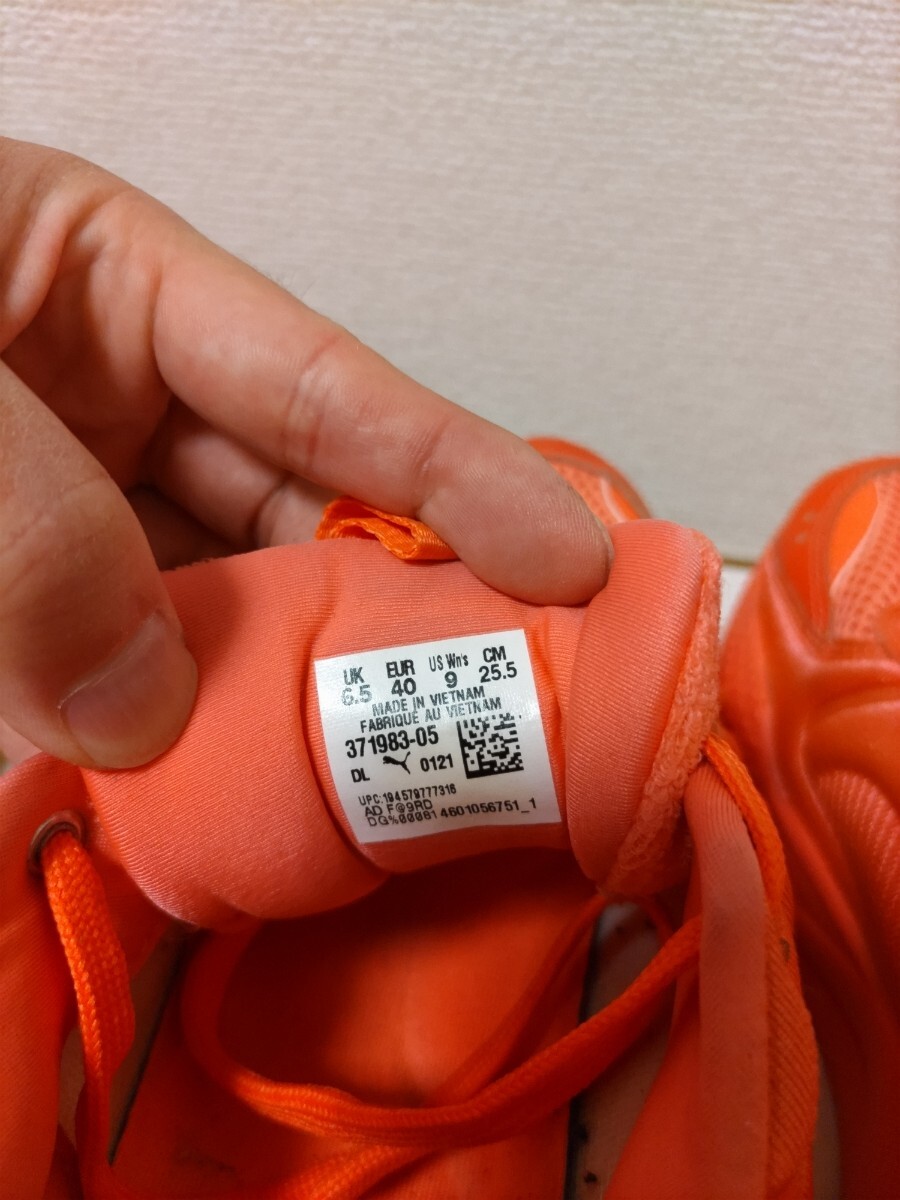 UK EUR US Wn's CM
6.5 40 9 25.5
MADE IN VIETNAM
FABRIQUÉ AU VIETNAM
371983-05
DL 0121
UPC:194579777316
AD F@9RD
DG%00081 4601056751_1